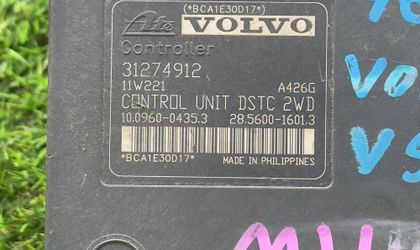 (*BCA1E30D17*)
Ate VOLVO
Controller
31274912
11W221 A426G
CONTROL UNIT DSTC 2WD
10.0960-0435.3 28.5600-1601.3
*BCA1E30D17* MADE IN PHILIPPINES